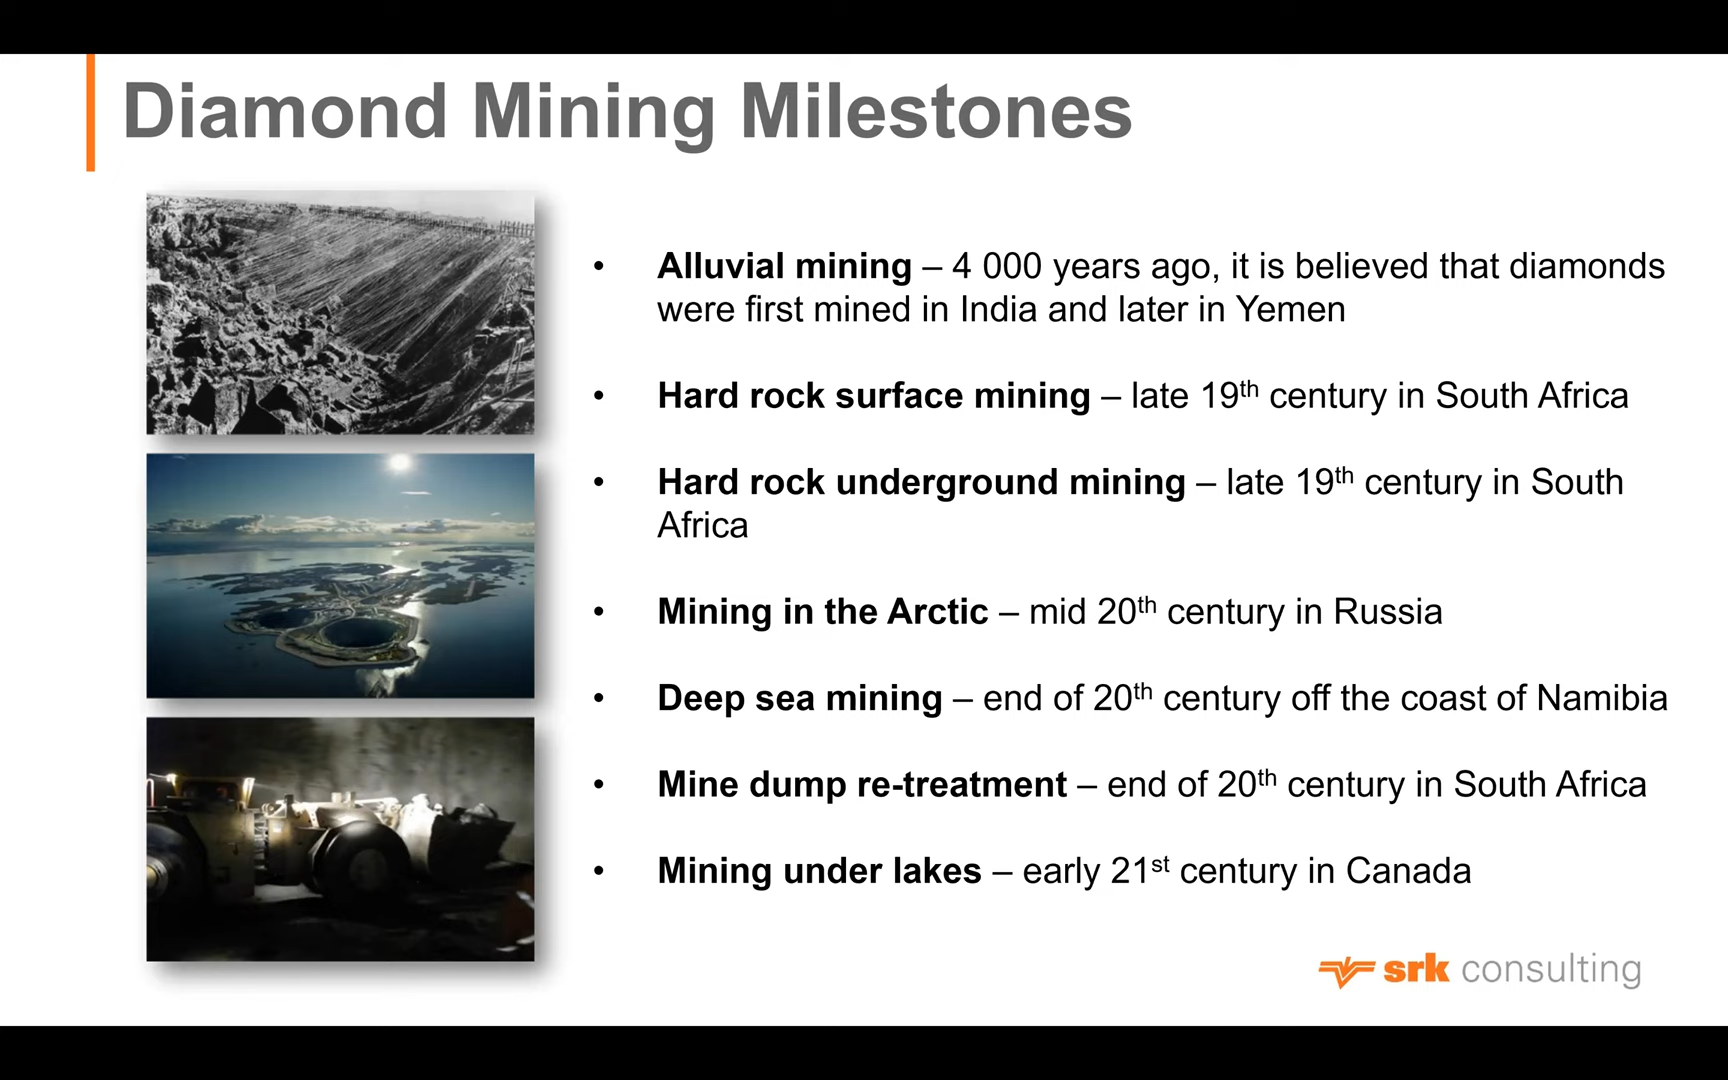 Diamond Mining Milestones
• Alluvial mining – 4 000 years ago, it is believed that diamonds
were first mined in India and later in Yemen
• Hard rock surface mining – late 19th century in South Africa
• Hard rock underground mining – late 19th century in South
Africa
• Mining in the Arctic – mid 20th century in Russia
• Deep sea mining – end of 20th century off the coast of Namibia
• Mine dump re-treatment – end of 20th century in South Africa
• Mining under lakes – early 21st century in Canada
srk consulting